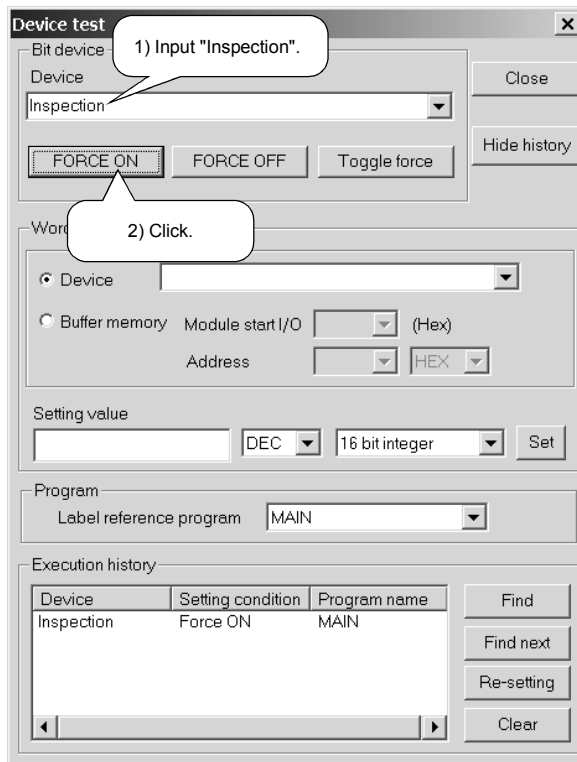 Device test
1) Input "Inspection".
Bit device
Device
Inspection
Close
FORCE ON FORCE OFF Toggle force
Hide history
2) Click.
Device
Buffer memory Module start I/O (Hex)
Address HEX
Setting value
DEC 16 bit integer Set
Program
Label reference program MAIN
Execution history
Device Setting condition Program name
Inspection Force ON MAIN
Find
Find next
Re-setting
Clear